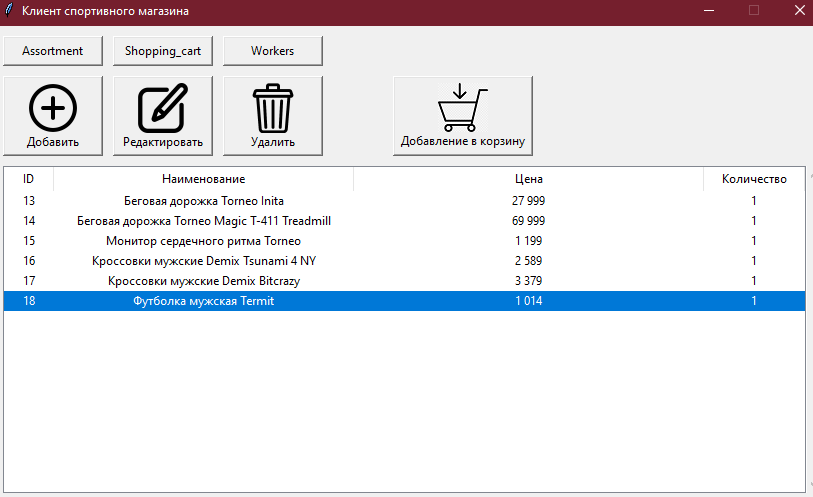 Клиент спортивного магазина
Assortment Shopping_cart Workers
Добавить Редактировать Удалить Добавление в корзину
ID Наименование Цена Количество
13 Беговая дорожка Torneo Inita 27 999 1
14 Беговая дорожка Torneo Magic T-411 Treadmill 69 999 1
15 Монитор сердечного ритма Torneo 1 199 1
16 Кроссовки мужские Demix Tsunami 4 NY 2 589 1
17 Кроссовки мужские Demix Bitcrazy 3 379 1
18 Футболка мужская Termit 1 014 1